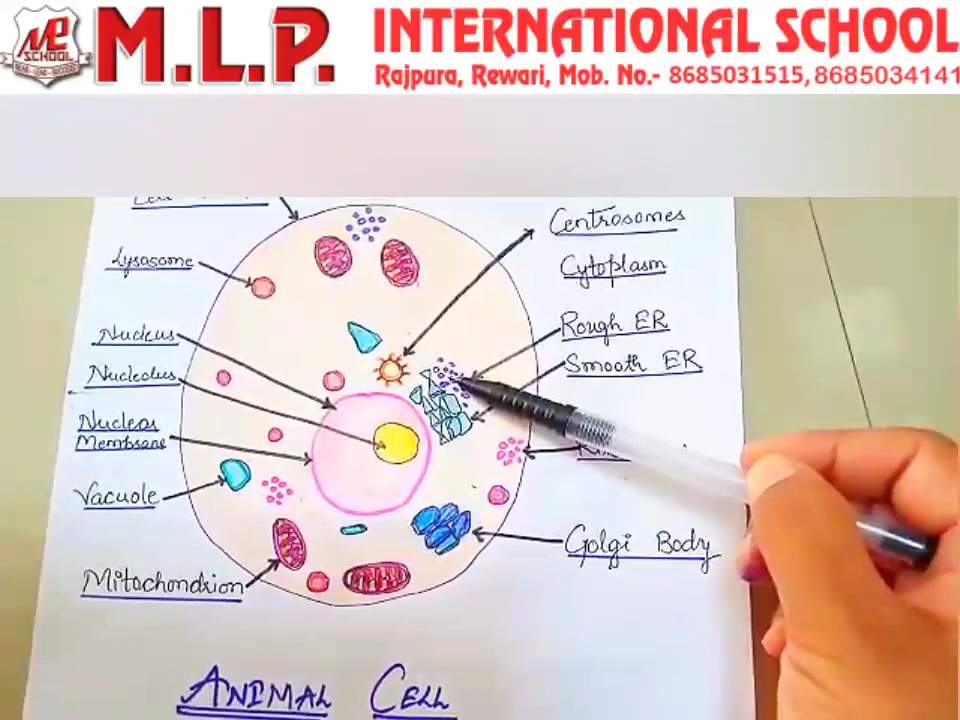 M.L.P. INTERNATIONAL SCHOOL
Rajpura, Rewari, Mob. No.- 8685031515, 8685034141
SCHOOL
Centrosomes
Lysosome
Cytoplasm
Nucleus
Rough ER
Smooth ER
Nucleolus
Nuclear
Membrane
Vacuole
Golgi Body
Mitochondrion
ANIMAL CELL